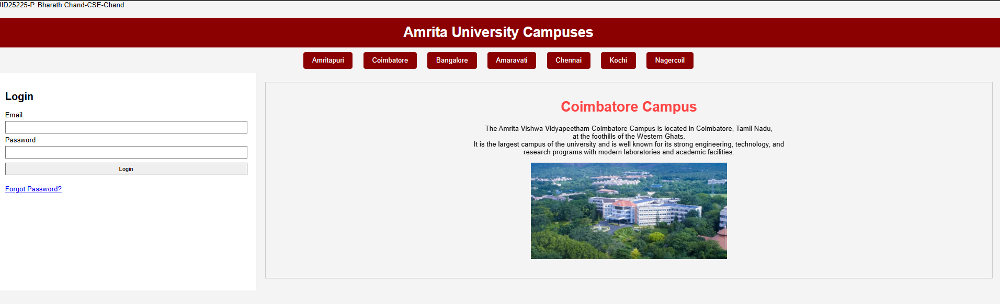 25225-P. Bharath Chand-CSE-Chand
Amrita University Campuses
Amritapuri Coimbatore Bangalore Amaravati Chennai Kochi Nagercoil
Login
Email
Password
Login
Forgot Password?
Coimbatore Campus
The Amrita Vishwa Vidyapeetham Coimbatore Campus is located in Coimbatore, Tamil Nadu,
at the foothills of the Western Ghats.
It is the largest campus of the university and is well known for its strong engineering, technology, and
research programs with modern laboratories and academic facilities.